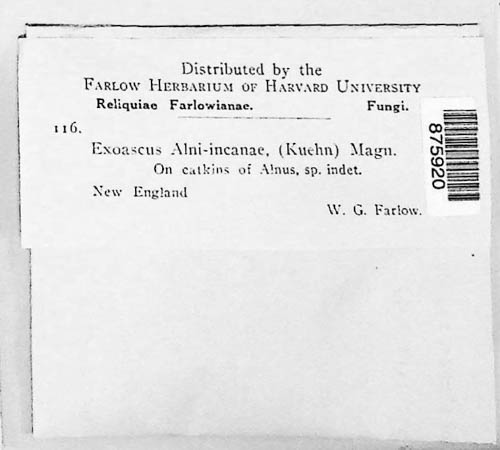 Distributed by the
FARLOW HERBARIUM OF HARVARD UNIVERSITY
Reliquiae Farlowianae. Fungi.
116.
Exoascus Alni-incanae, (Kuehn) Magn.
On catkins of Alnus, sp. indet.
New England
W. G. Farlow.
875920